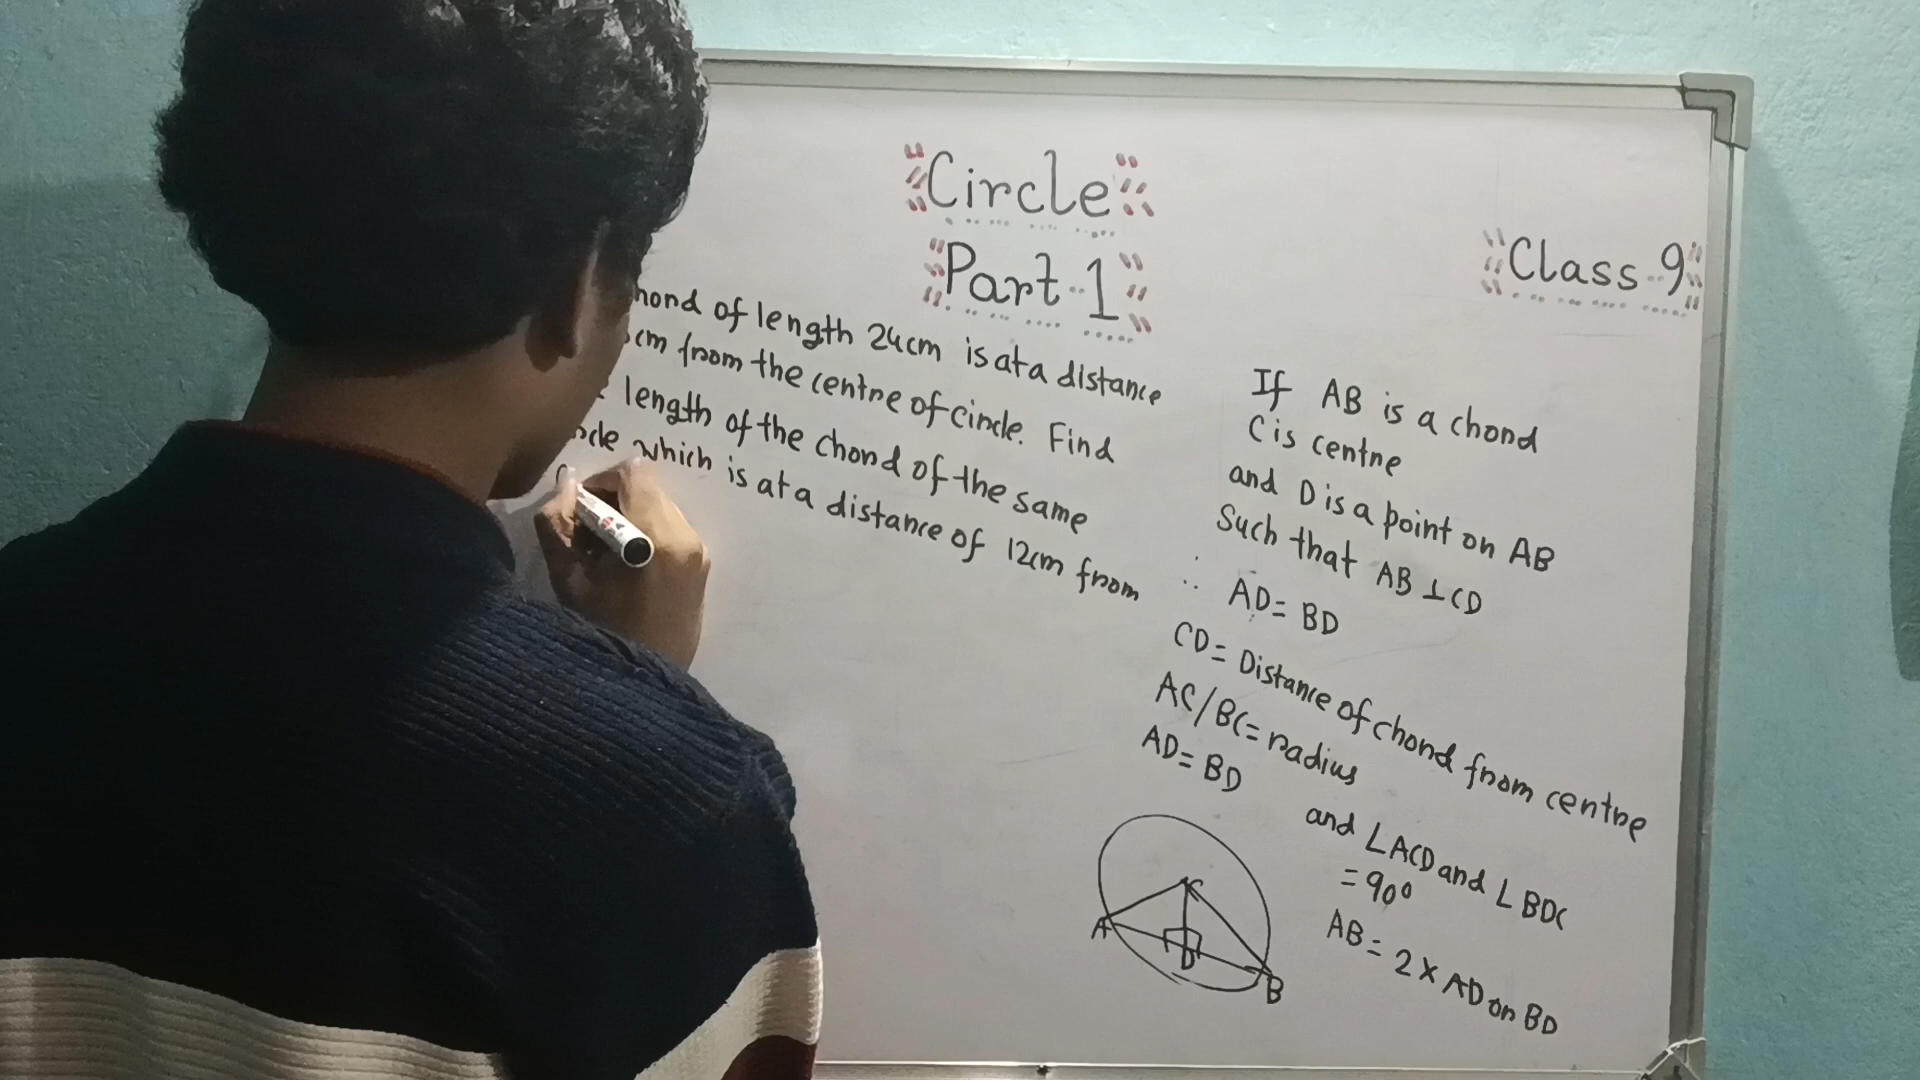 Circle
Part-1
Class-9
of length 24cm is at a distance
cm from the centre of circle. Find
length of the chord of the same
which is at a distance of 12cm from
If AB is a chord
C is centre
and D is a point on AB
Such that AB ⊥ CD
∴ AD = BD
CD = Distance of chord from centre
AC/BC = radius
AD = BD
and ∠ACD and ∠BDC
= 90°
AB = 2 × AD or BD
C
A
D
B